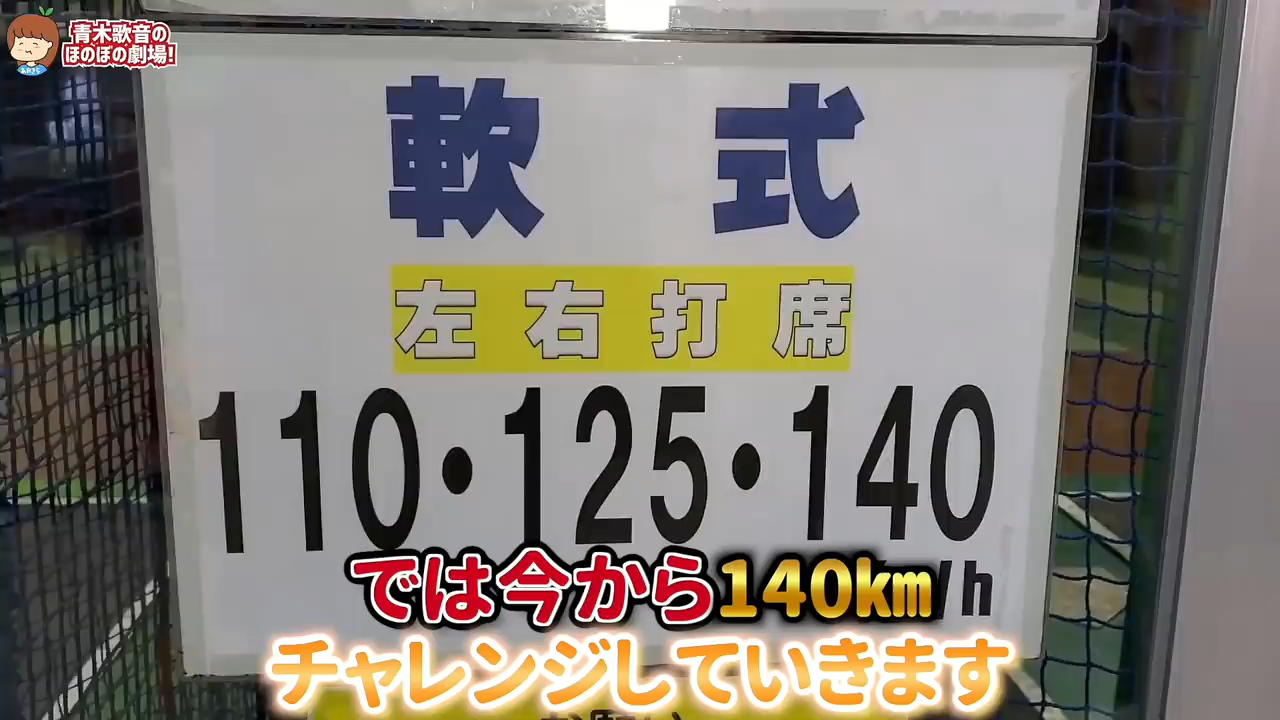 青木歌音の
ほのぼの劇場!
軟式
左右打席
110・125・140
/h
では今から140km
チャレンジしていきます